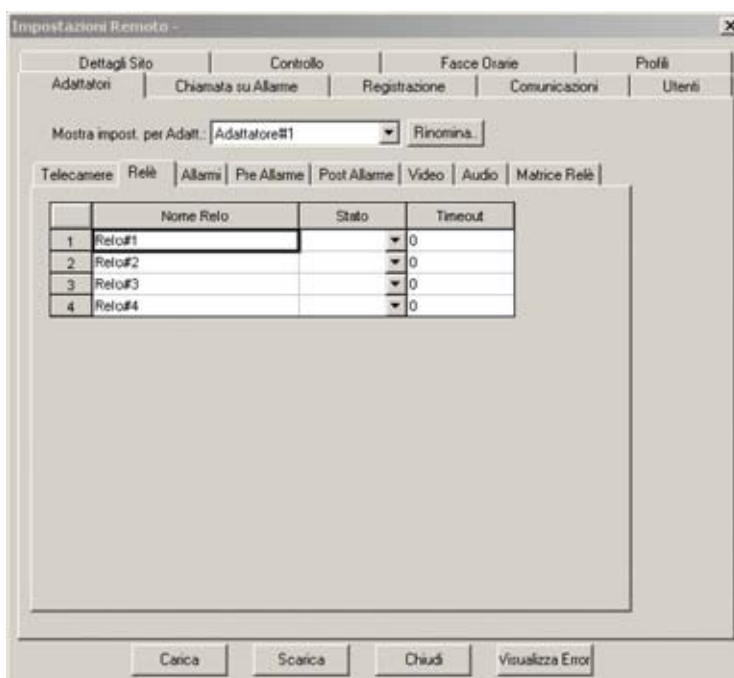 Impostazioni Remoto -
Dettagli Sito Controllo Fasce Orarie Profili
Adattatori Chiamata su Allarme Registrazione Comunicazioni Utenti
Mostra impost. per Adatt.: Adattatore#1 Rinomina..
Telecamere Relè Allarmi Pre Allarme Post Allarme Video Audio Matrice Relè
Nome Relo Stato Timeout
1 Relo#1 0
2 Relo#2 0
3 Relo#3 0
4 Relo#4 0
Carica Scarica Chiudi Visualizza Errori